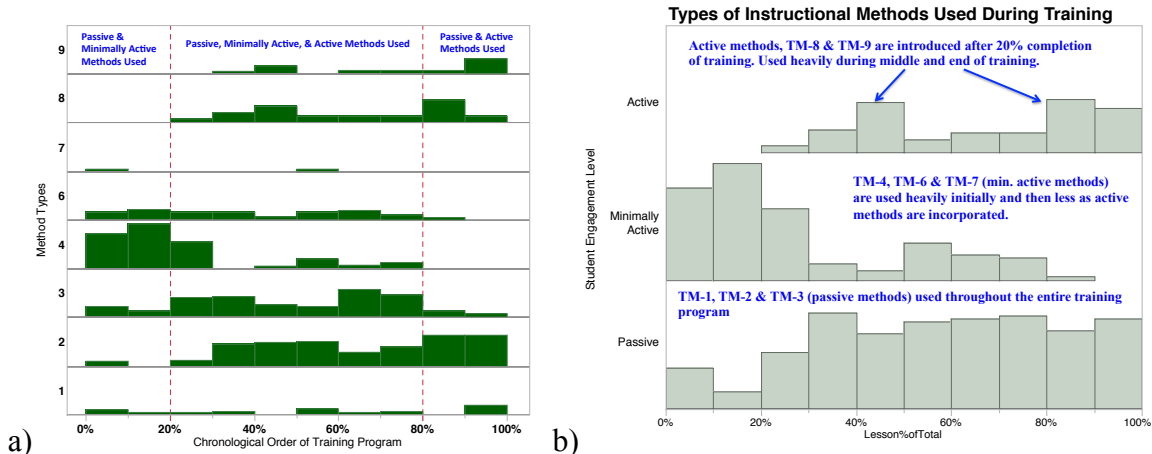 Passive &
Minimally Active
Methods Used
Passive, Minimally Active, & Active Methods Used
Passive & Active
Methods Used
9
8
7
6
4
3
2
1
Method Types
0%
20%
40%
60%
80%
100%
Chronological Order of Training Program
a)
Types of Instructional Methods Used During Training
Active methods, TM-8 & TM-9 are introduced after 20% completion
of training. Used heavily during middle and end of training.
Active
TM-4, TM-6 & TM-7 (min. active methods)
are used heavily initially and then less as active
methods are incorporated.
Minimally
Active
TM-1, TM-2 & TM-3 (passive methods) used throughout the entire training
program
Passive
Student Engagement Level
0%
20%
40%
60%
80%
100%
Lesson%ofTotal
b)